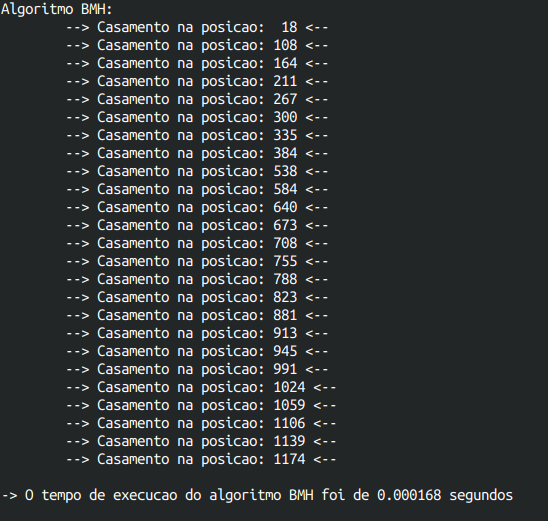 Algoritmo BMH:
--> Casamento na posicao:  18 <--
--> Casamento na posicao: 108 <--
--> Casamento na posicao: 164 <--
--> Casamento na posicao: 211 <--
--> Casamento na posicao: 267 <--
--> Casamento na posicao: 300 <--
--> Casamento na posicao: 335 <--
--> Casamento na posicao: 384 <--
--> Casamento na posicao: 538 <--
--> Casamento na posicao: 584 <--
--> Casamento na posicao: 640 <--
--> Casamento na posicao: 673 <--
--> Casamento na posicao: 708 <--
--> Casamento na posicao: 755 <--
--> Casamento na posicao: 788 <--
--> Casamento na posicao: 823 <--
--> Casamento na posicao: 881 <--
--> Casamento na posicao: 913 <--
--> Casamento na posicao: 945 <--
--> Casamento na posicao: 991 <--
--> Casamento na posicao: 1024 <--
--> Casamento na posicao: 1059 <--
--> Casamento na posicao: 1106 <--
--> Casamento na posicao: 1139 <--
--> Casamento na posicao: 1174 <--
-> O tempo de execucao do algoritmo BMH foi de 0.000168 segundos